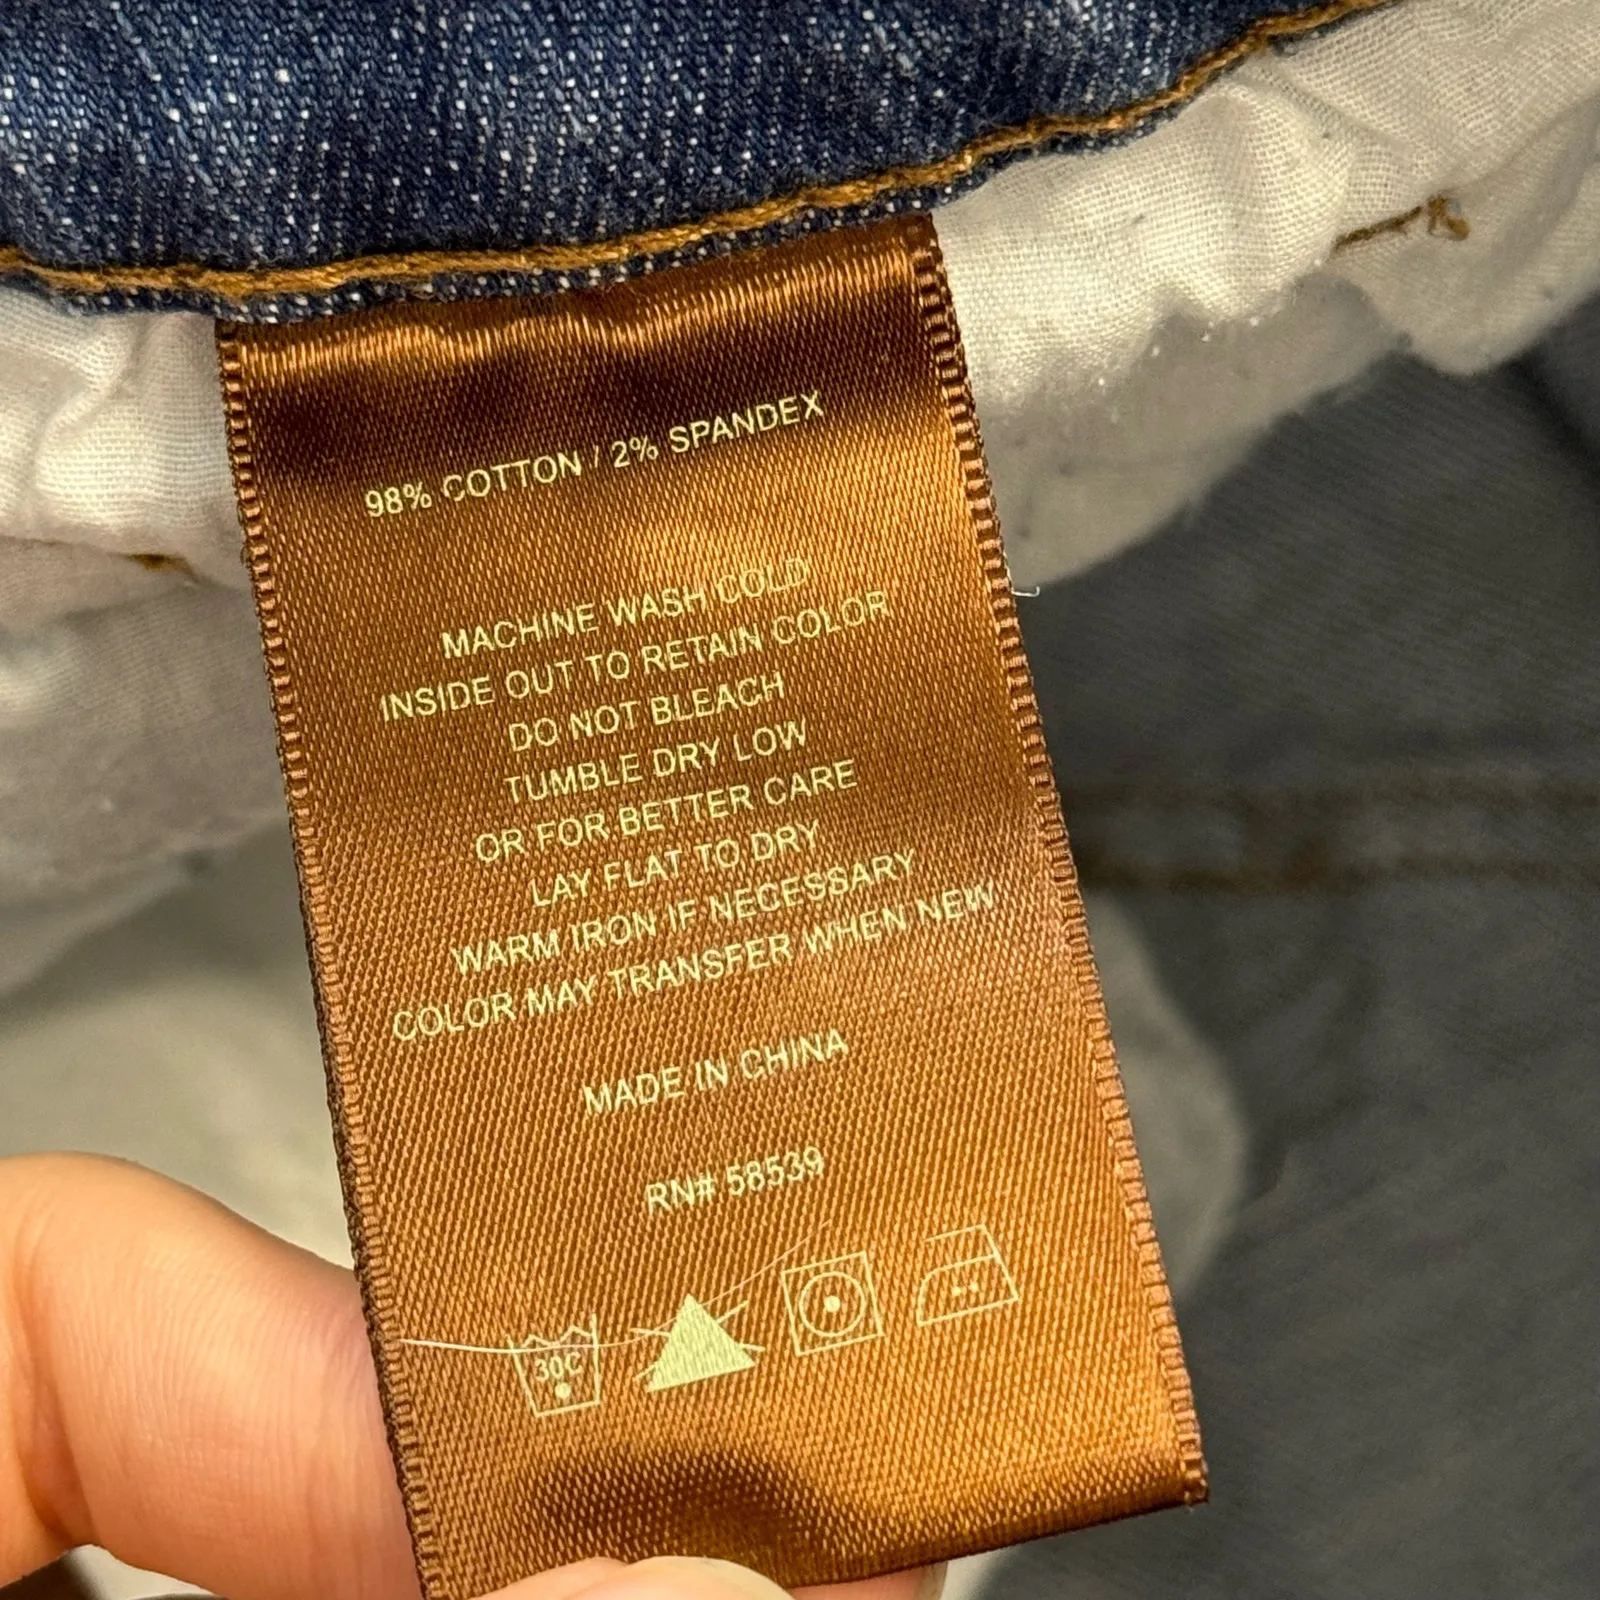 98% COTTON / 2% SPANDEX
MACHINE WASH COLD
INSIDE OUT TO RETAIN COLOR
DO NOT BLEACH
TUMBLE DRY LOW
OR FOR BETTER CARE
LAY FLAT TO DRY
WARM IRON IF NECESSARY
COLOR MAY TRANSFER WHEN NEW
MADE IN CHINA
RN# 58539
30C